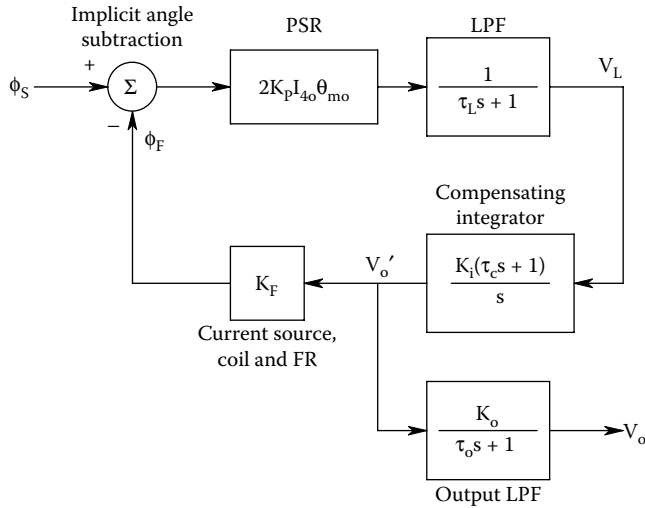 Implicit angle
subtraction
PSR
LPF
ϕS
+
Σ
−
ϕF
2KPI4oθmo
1
τLs + 1
VL
Compensating
integrator
Ki(τcs + 1)
s
Vo′
KF
Current source,
coil and FR
Ko
τos + 1
Vo
Output LPF